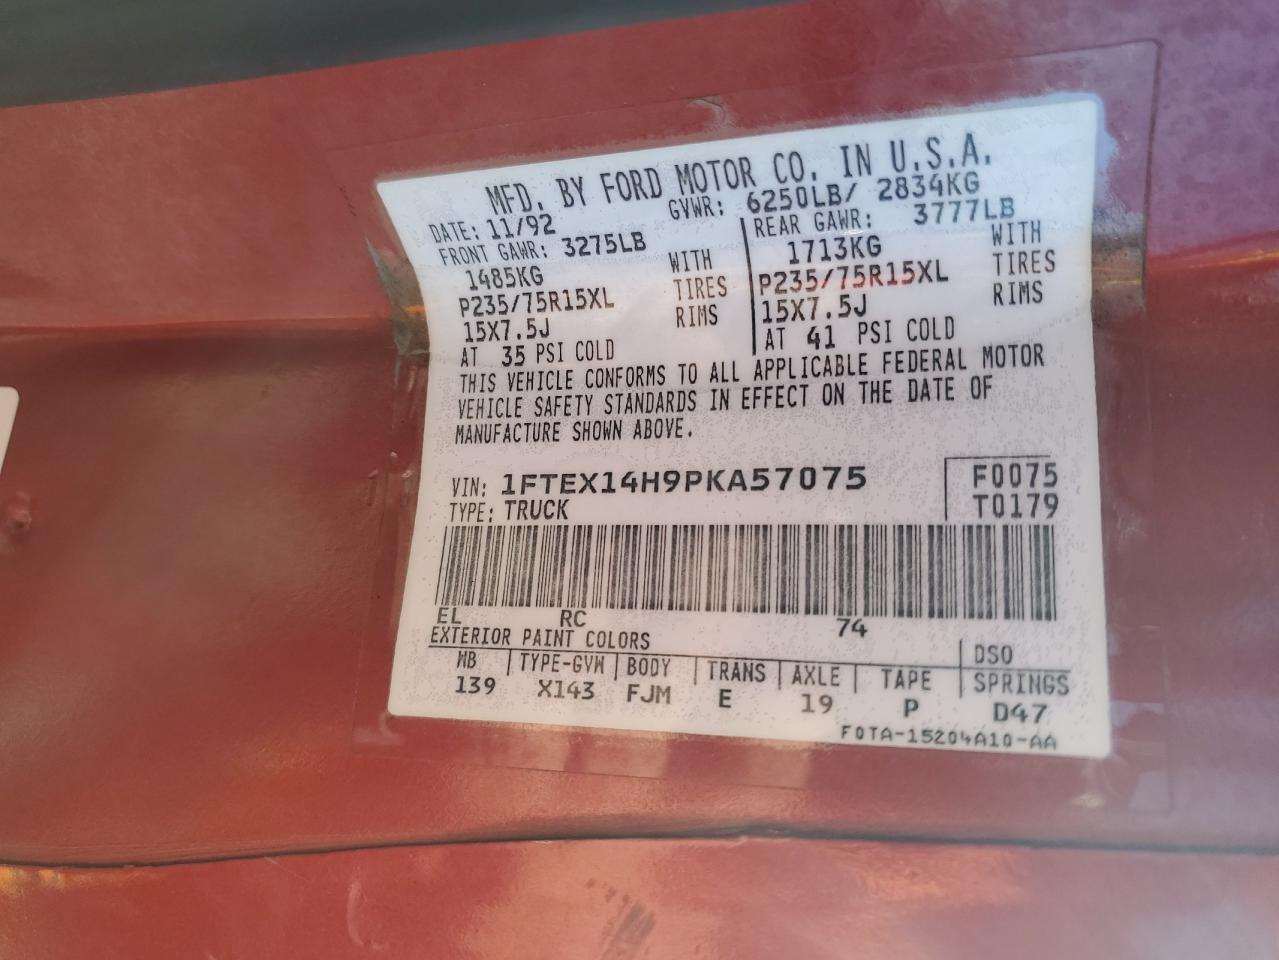 MFD. BY FORD MOTOR CO. IN U.S.A.
DATE: 11/92 GVWR: 6250LB/ 2834KG
FRONT GAWR: 3275LB REAR GAWR: 3777LB
1485KG WITH 1713KG WITH
P235/75R15XL TIRES P235/75R15XL TIRES
15X7.5J RIMS 15X7.5J RIMS
AT 35 PSI COLD AT 41 PSI COLD
THIS VEHICLE CONFORMS TO ALL APPLICABLE FEDERAL MOTOR
VEHICLE SAFETY STANDARDS IN EFFECT ON THE DATE OF
MANUFACTURE SHOWN ABOVE.
VIN: 1FTEX14H9PKA57075 F0075
TYPE: TRUCK T0179
EL RC 74
EXTERIOR PAINT COLORS DSO
WB TYPE-GVW BODY TRANS AXLE TAPE SPRINGS
139 X143 FJM E 19 P D47
F0TA-15204A10-AA